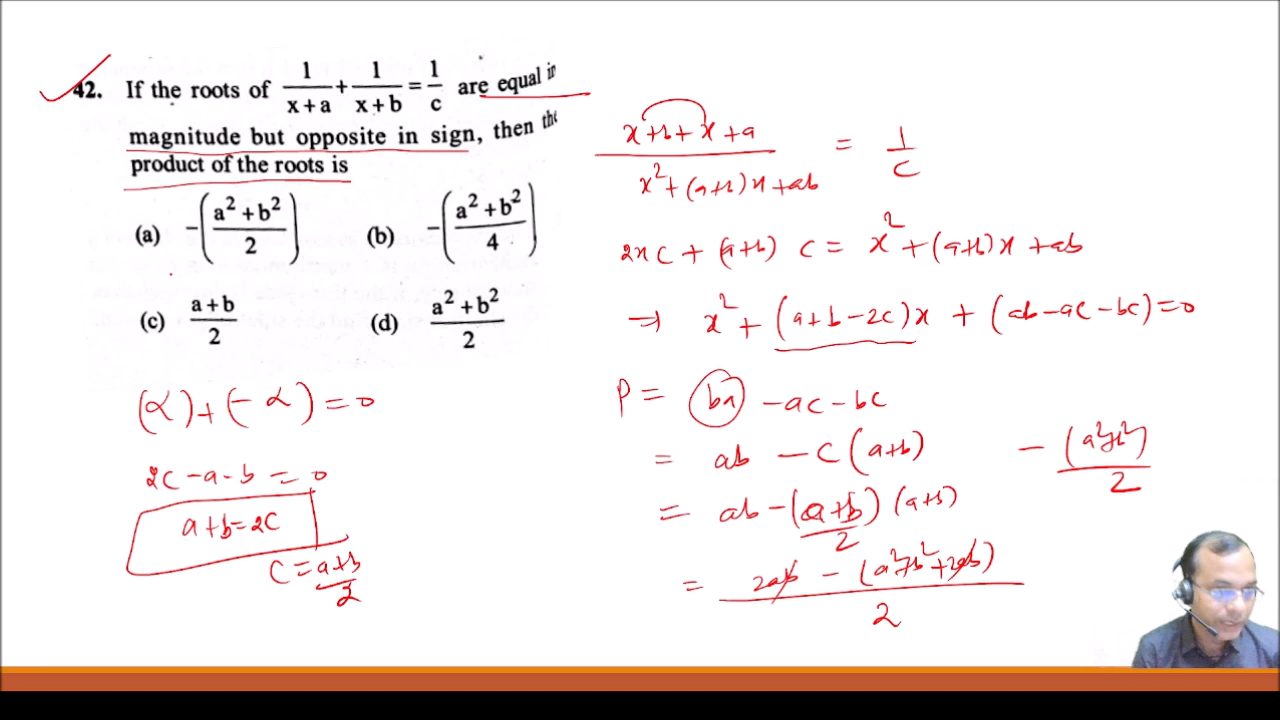 42. If the roots of 1/(x+a) + 1/(x+b) = 1/c are equal in
magnitude but opposite in sign, then the
product of the roots is
(a) -((a²+b²)/2) (b) -((a²+b²)/4)
(c) (a+b)/2 (d) (a²+b²)/2
(α)+(-α)=0
2c-a-b=0
a+b=2c
c=(a+b)/2
(x+b+x+a)/(x²+(a+b)x+ab) = 1/c
2xc+(a+b)c=x²+(a+b)x+ab
⇒ x²+(a+b-2c)x+(ab-ac-bc)=0
P= ba -ac-bc
= ab -c(a+b)
= ab-((a+b)/2)(a+b)
= (2ab-(a²+b²+2ab))/2
-(a²+b²)/2